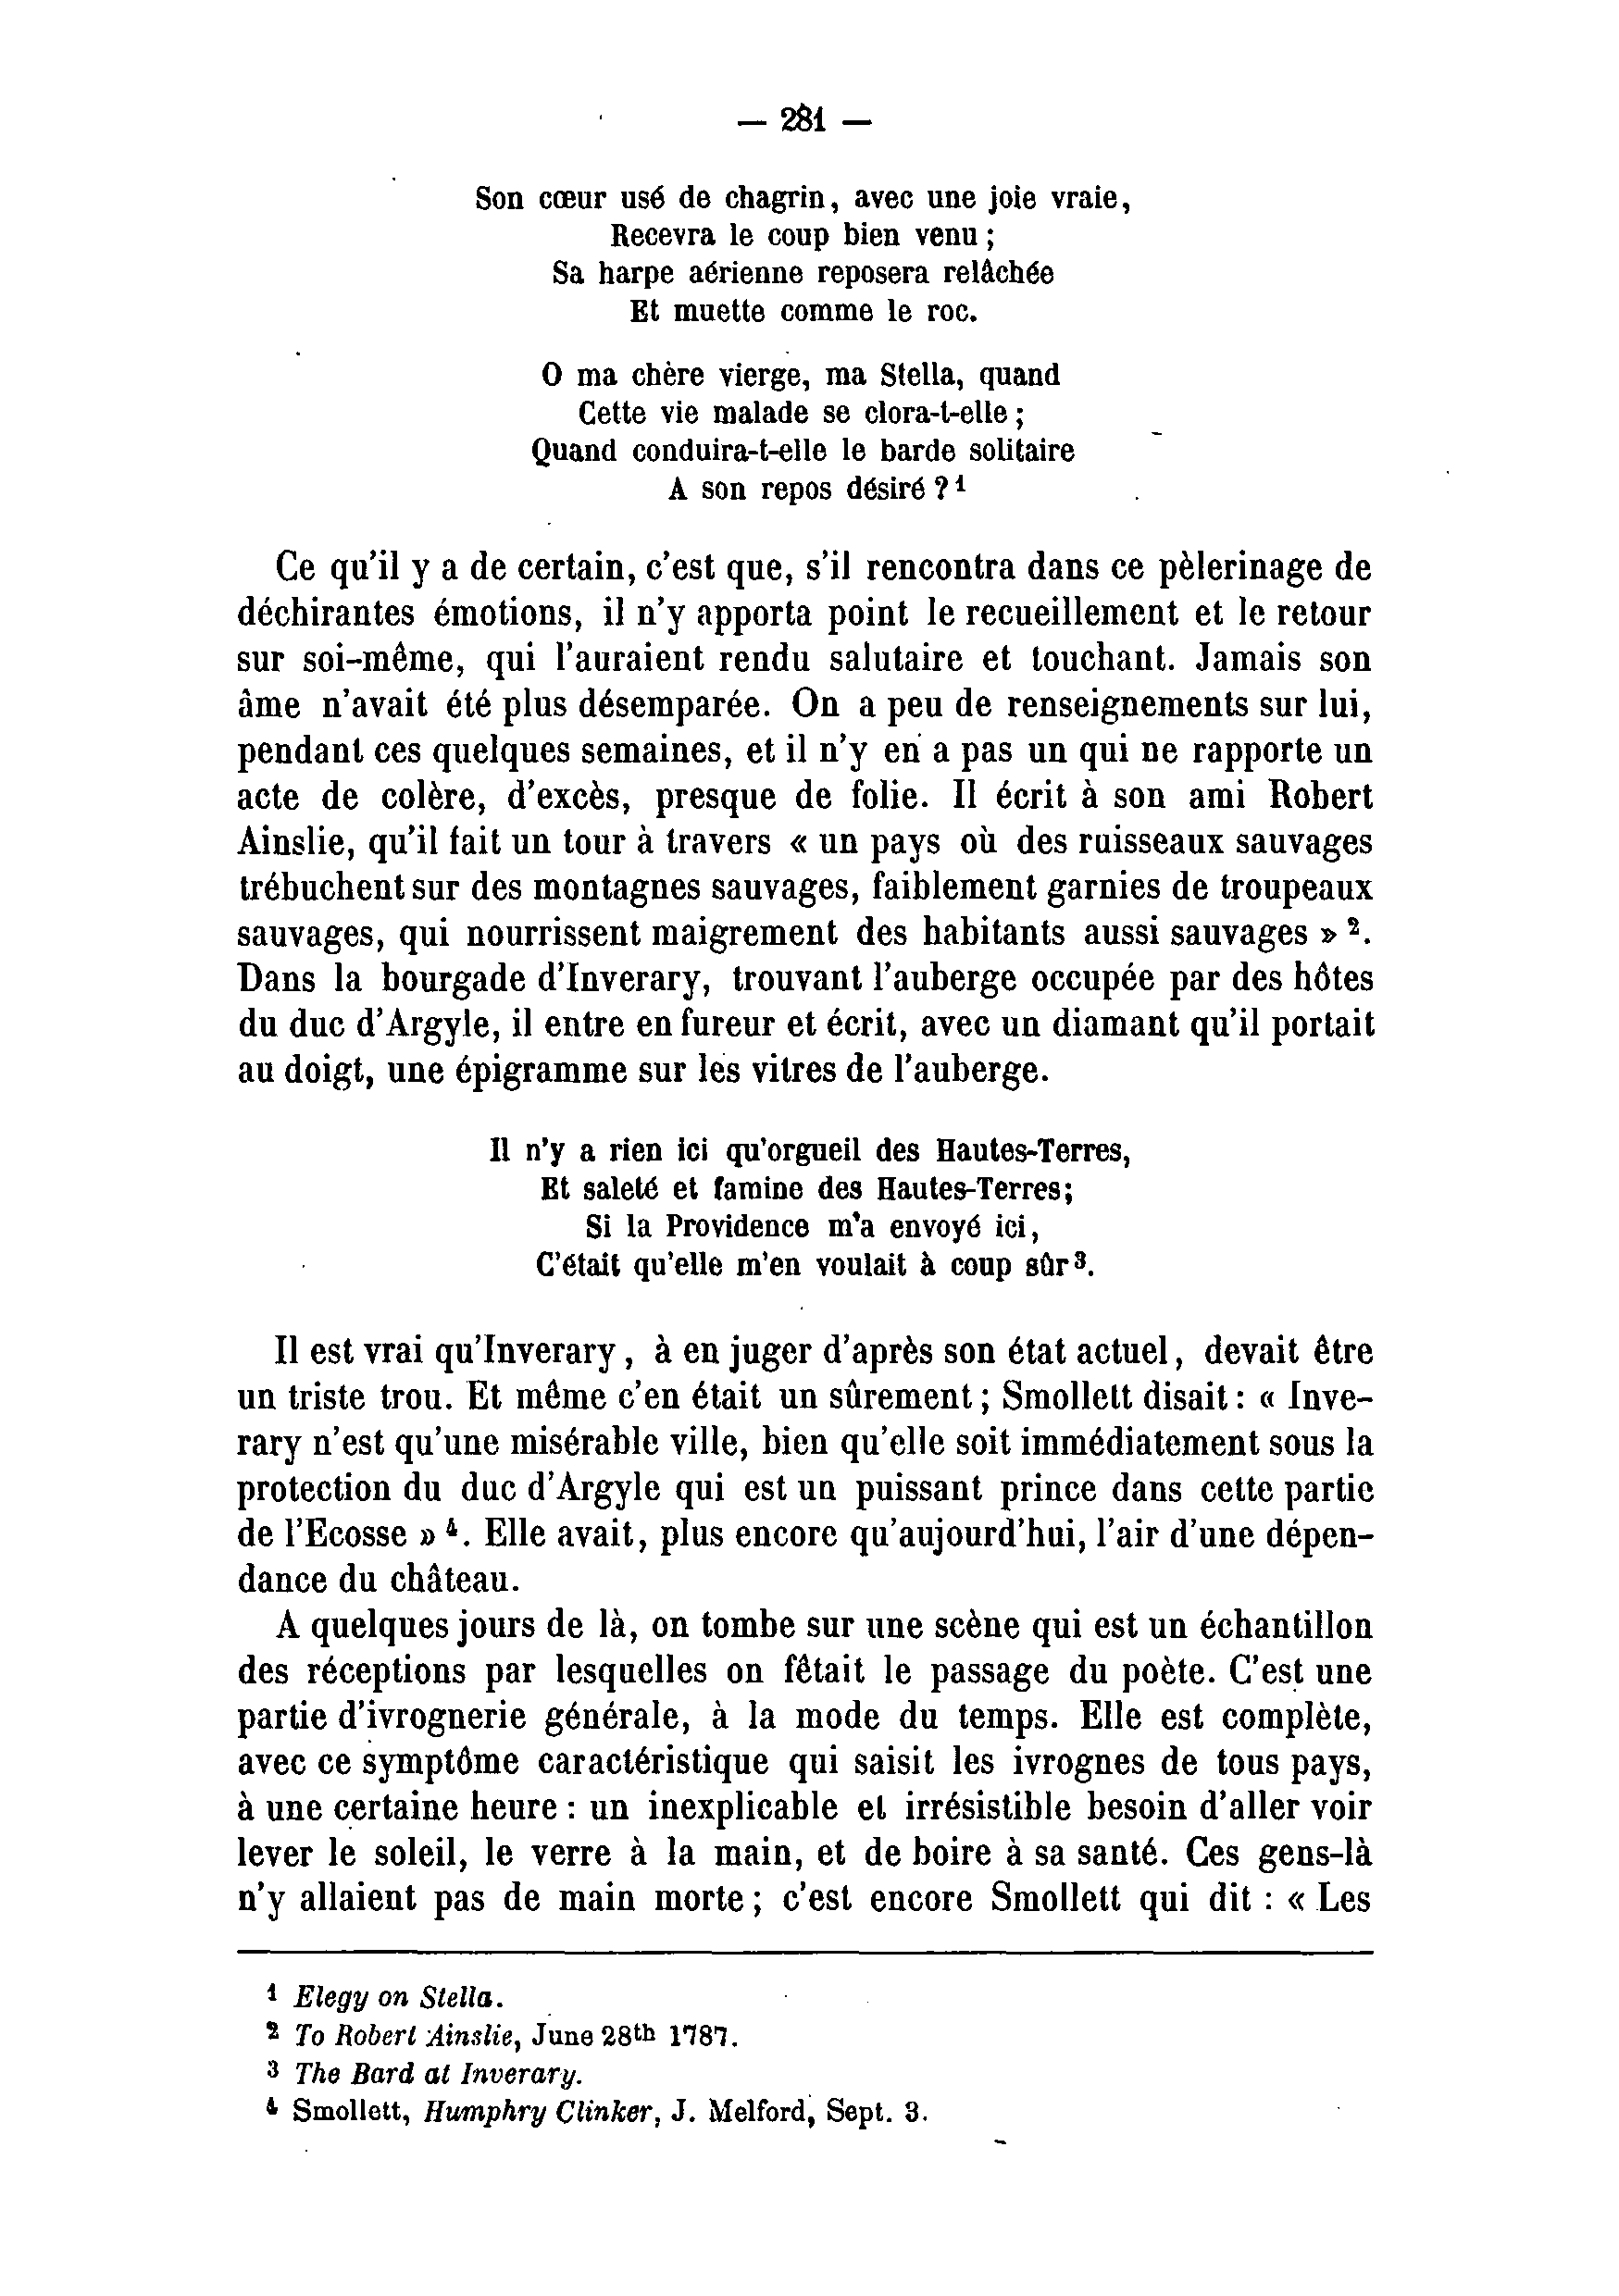 — 281 —
Son cœur usé de chagrin, avec une joie vraie,
Recevra le coup bien venu ;
Sa harpe aérienne reposera relâchée
Et muette comme le roc.
O ma chère vierge, ma Stella, quand
Cette vie malade se clora-t-elle ;
Quand conduira-t-elle le barde solitaire
A son repos désiré ? ¹
Ce qu'il y a de certain, c'est que, s'il rencontra dans ce pèlerinage de
déchirantes émotions, il n'y apporta point le recueillement et le retour
sur soi-même, qui l'auraient rendu salutaire et touchant. Jamais son
âme n'avait été plus désemparée. On a peu de renseignements sur lui,
pendant ces quelques semaines, et il n'y en a pas un qui ne rapporte un
acte de colère, d'excès, presque de folie. Il écrit à son ami Robert
Ainslie, qu'il fait un tour à travers « un pays où des ruisseaux sauvages
trébuchent sur des montagnes sauvages, faiblement garnies de troupeaux
sauvages, qui nourrissent maigrement des habitants aussi sauvages » ².
Dans la bourgade d'Inverary, trouvant l'auberge occupée par des hôtes
du duc d'Argyle, il entre en fureur et écrit, avec un diamant qu'il portait
au doigt, une épigramme sur les vitres de l'auberge.
Il n'y a rien ici qu'orgueil des Hautes-Terres,
Et saleté et famine des Hautes-Terres;
Si la Providence m'a envoyé ici,
C'était qu'elle m'en voulait à coup sûr ³.
Il est vrai qu'Inverary, à en juger d'après son état actuel, devait être
un triste trou. Et même c'en était un sûrement ; Smollett disait : « Inve-
rary n'est qu'une misérable ville, bien qu'elle soit immédiatement sous la
protection du duc d'Argyle qui est un puissant prince dans cette partie
de l'Ecosse » ⁴. Elle avait, plus encore qu'aujourd'hui, l'air d'une dépen-
dance du château.
A quelques jours de là, on tombe sur une scène qui est un échantillon
des réceptions par lesquelles on fêtait le passage du poète. C'est une
partie d'ivrognerie générale, à la mode du temps. Elle est complète,
avec ce symptôme caractéristique qui saisit les ivrognes de tous pays,
à une certaine heure : un inexplicable et irrésistible besoin d'aller voir
lever le soleil, le verre à la main, et de boire à sa santé. Ces gens-là
n'y allaient pas de main morte ; c'est encore Smollett qui dit : « Les
¹ Elegy on Stella.
² To Robert Ainslie, June 28th 1787.
³ The Bard at Inverary.
⁴ Smollett, Humphry Clinker, J. Melford, Sept. 3.